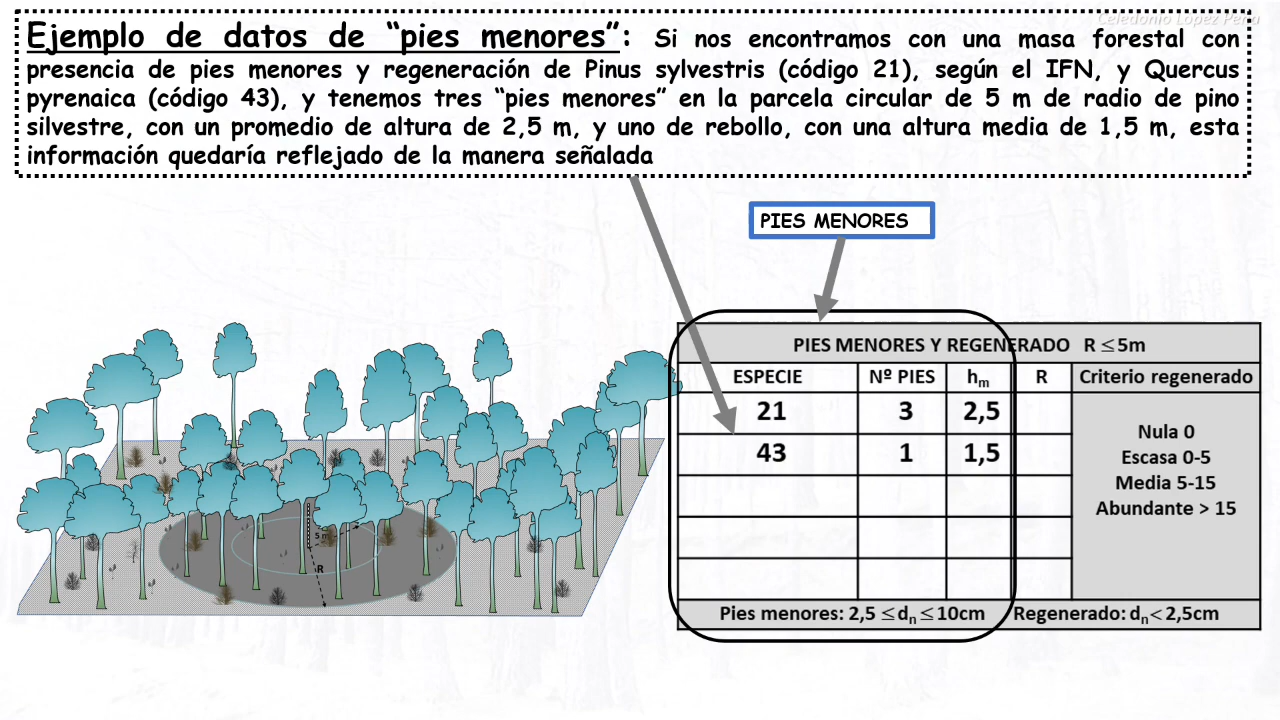 Celedonio López Peña
Ejemplo de datos de “pies menores”: Si nos encontramos con una masa forestal con
presencia de pies menores y regeneración de Pinus sylvestris (código 21), según el IFN, y Quercus
pyrenaica (código 43), y tenemos tres “pies menores” en la parcela circular de 5 m de radio de pino
silvestre, con un promedio de altura de 2,5 m, y uno de rebollo, con una altura media de 1,5 m, esta
información quedaría reflejado de la manera señalada
PIES MENORES
PIES MENORES Y REGENERADO R ≤5m
ESPECIE Nº PIES hm R Criterio regenerado
21 3 2,5
43 1 1,5
Nula 0
Escasa 0-5
Media 5-15
Abundante > 15
Pies menores: 2,5 ≤dn≤10cm Regenerado: dn<2,5cm
5 m
R